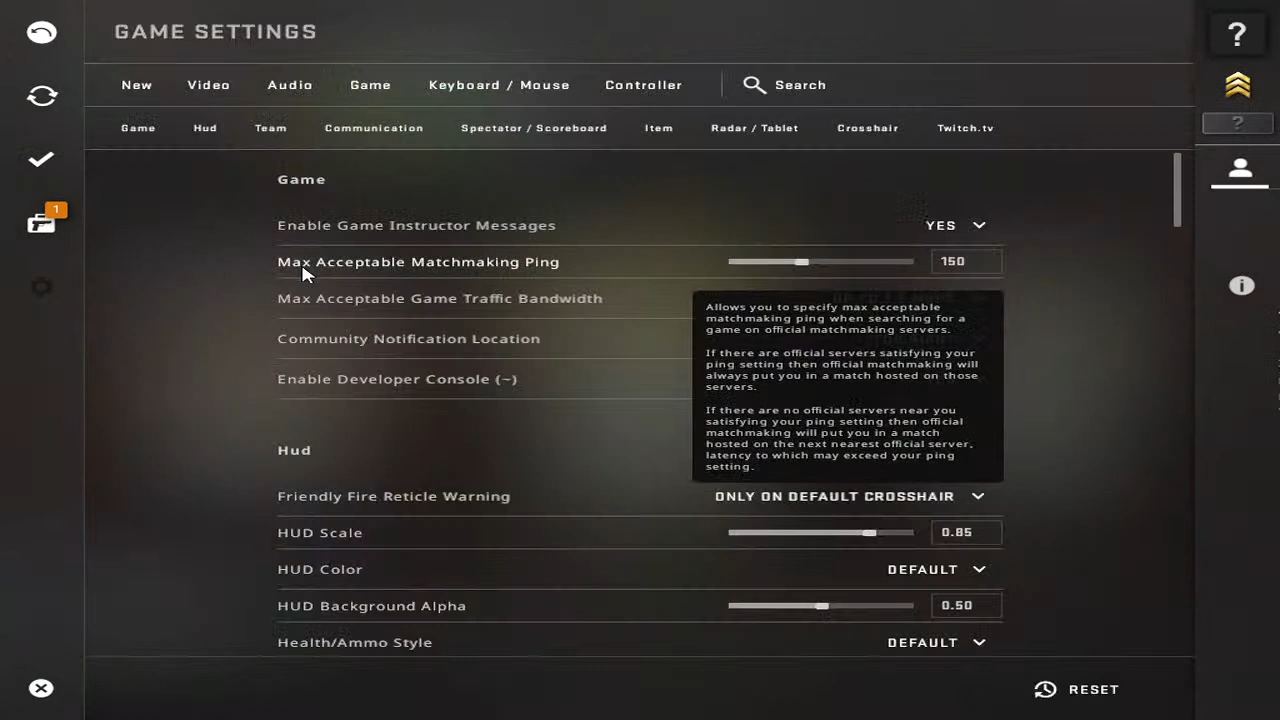 GAME SETTINGS
?
New Video Audio Game Keyboard / Mouse Controller Search
?
Game Hud Team Communication Spectator / Scoreboard Item Radar / Tablet Crosshair Twitch.tv
Game
1
Enable Game Instructor Messages YES
Max Acceptable Matchmaking Ping 150
Max Acceptable Game Traffic Bandwidth
Community Notification Location
Enable Developer Console (~)
Allows you to specify max acceptable
matchmaking ping when searching for a
game on official matchmaking servers.
If there are official servers satisfying your
ping setting then official matchmaking will
always put you in a match hosted on those
servers.
If there are no official servers near you
satisfying your ping setting then official
matchmaking will put you in a match
hosted on the next nearest official server,
latency to which may exceed your ping
setting.
Hud
Friendly Fire Reticle Warning ONLY ON DEFAULT CROSSHAIR
HUD Scale 0.85
HUD Color DEFAULT
HUD Background Alpha 0.50
Health/Ammo Style DEFAULT
RESET